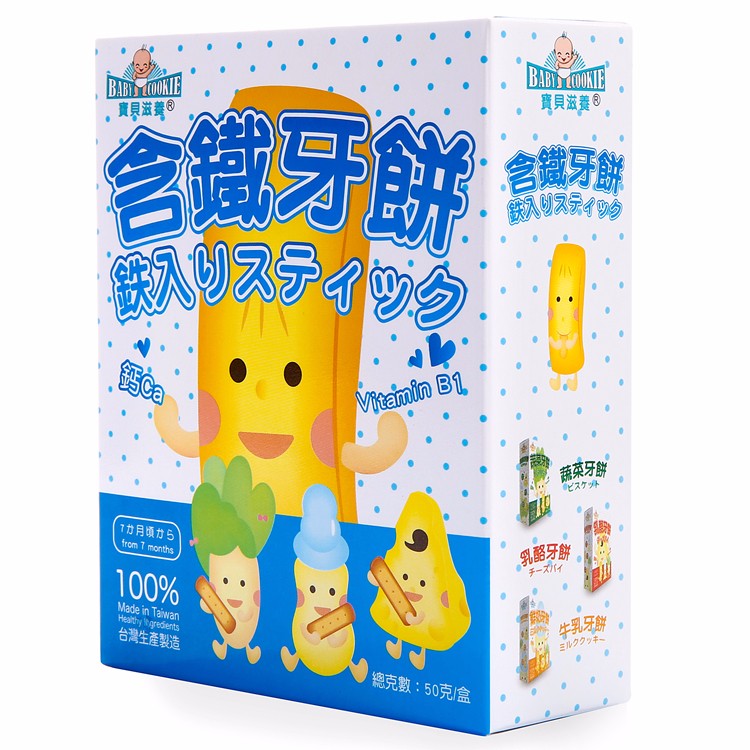 BABY COOKIE
寶貝滋養®
含鐵牙餅
鉄入りスティック
鈣Ca
Vitamin B1
7か月頃から
from 7 months
100%
Made in Taiwan
Healthy Ingredients
台灣生產製造
總克數：50克/盒
BABY COOKIE
寶貝滋養®
含鐵牙餅
鉄入りスティック
蔬菜牙餅
ビスケット
乳酪牙餅
チーズパイ
牛乳牙餅
ミルククッキー